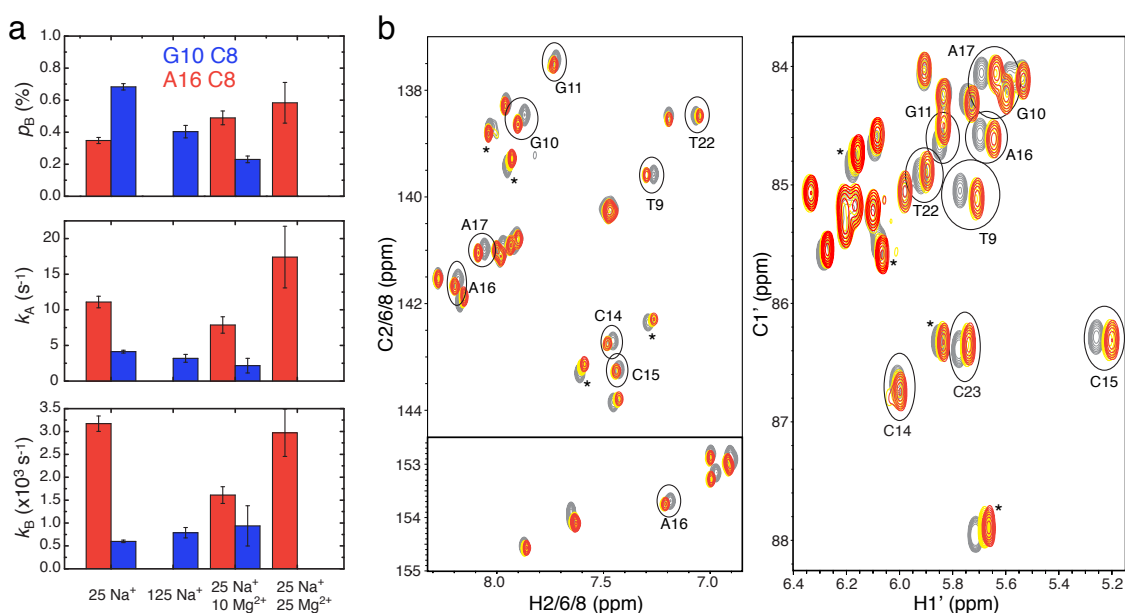 a
G10 C8
A16 C8
pB (%)
1.0
0.8
0.6
0.4
0.2
0.0
kA (s⁻¹)
20
15
10
5
0
kB (x10³ s⁻¹)
3.5
3.0
2.5
2.0
1.5
1.0
0.5
0.0
25 Na⁺
125 Na⁺
25 Na⁺
10 Mg²⁺
25 Na⁺
25 Mg²⁺
b
C2/6/8 (ppm)
138
140
142
144
153
154
155
G11
G10
*
*
T22
T9
A17
A16
C14
*
C15
*
A16
8.0
7.5
7.0
H2/6/8 (ppm)
C1' (ppm)
84
85
86
87
88
A17
G11
G10
*
A16
T22
T9
*
*
C23
C15
C14
*
6.4
6.2
6.0
5.8
5.6
5.4
5.2
H1' (ppm)